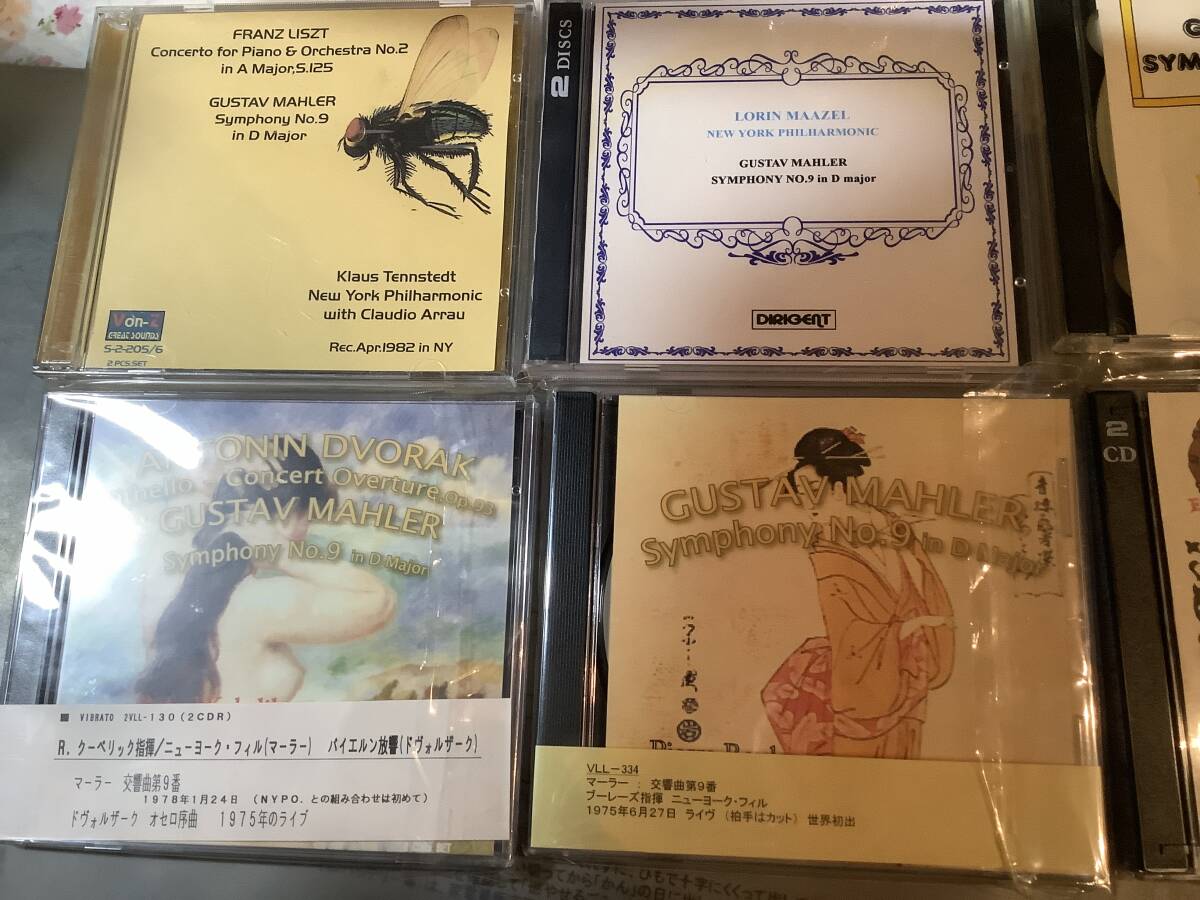 FRANZ LISZT
Concerto for Piano & Orchestra No.2
in A Major,S.125
GUSTAV MAHLER
Symphony No.9
in D Major
Klaus Tennstedt
New York Philharmonic
with Claudio Arrau
Rec.Apr.1982 in NY
Von-Z
GREAT SOUNDS
S-2-205/6
2 PCS.SET
2 DISCS
LORIN MAAZEL
NEW YORK PHILHARMONIC
GUSTAV MAHLER
SYMPHONY NO.9 in D major
DIRIGENT
G
SYM
ANTONIN DVORAK
Concert Overture,Op.93
GUSTAV MAHLER
Symphony No.9 in D Major
■ VIBRATO 2VLL-130(2CDR)
R. クーベリック指揮/ニューヨーク・フィル(マーラー) バイエルン放響(ドヴォルザーク)
マーラー 交響曲第9番
1978年1月24日 (NYPO. との組み合わせは初めて)
ドヴォルザーク オセロ序曲 1975年のライブ
GUSTAV MAHLER
Symphony No.9 in D Major
VLL-334
マーラー : 交響曲第9番
ブーレーズ指揮 ニューヨーク・フィル
1975年6月27日 ライヴ (拍手はカット) 世界初出
2
CD